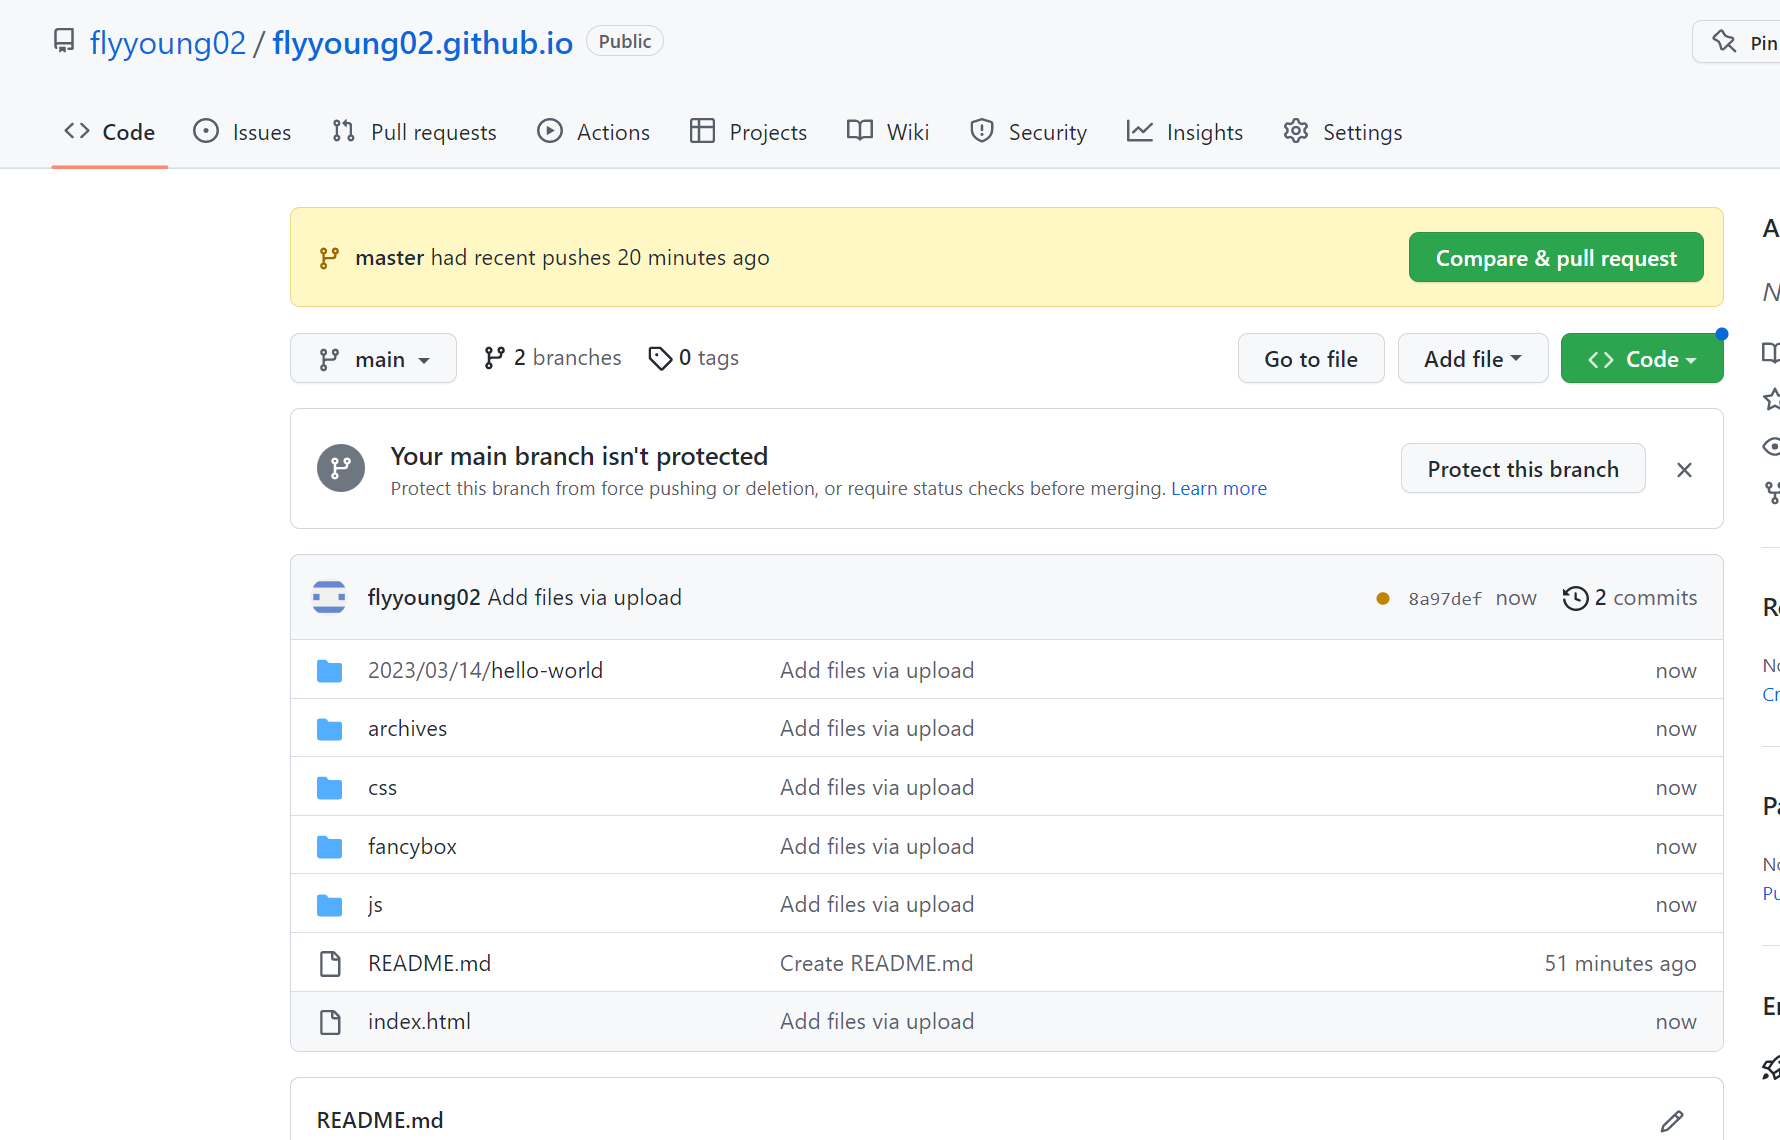 flyyoung02 / flyyoung02.github.io Public
Pin
Code Issues Pull requests Actions Projects Wiki Security Insights Settings
master had recent pushes 20 minutes ago
Compare & pull request
main 2 branches 0 tags
Go to file Add file Code
Your main branch isn't protected
Protect this branch from force pushing or deletion, or require status checks before merging. Learn more
Protect this branch
flyyoung02 Add files via upload 8a97def now 2 commits
2023/03/14/hello-world Add files via upload now
archives Add files via upload now
css Add files via upload now
fancybox Add files via upload now
js Add files via upload now
README.md Create README.md 51 minutes ago
index.html Add files via upload now
README.md